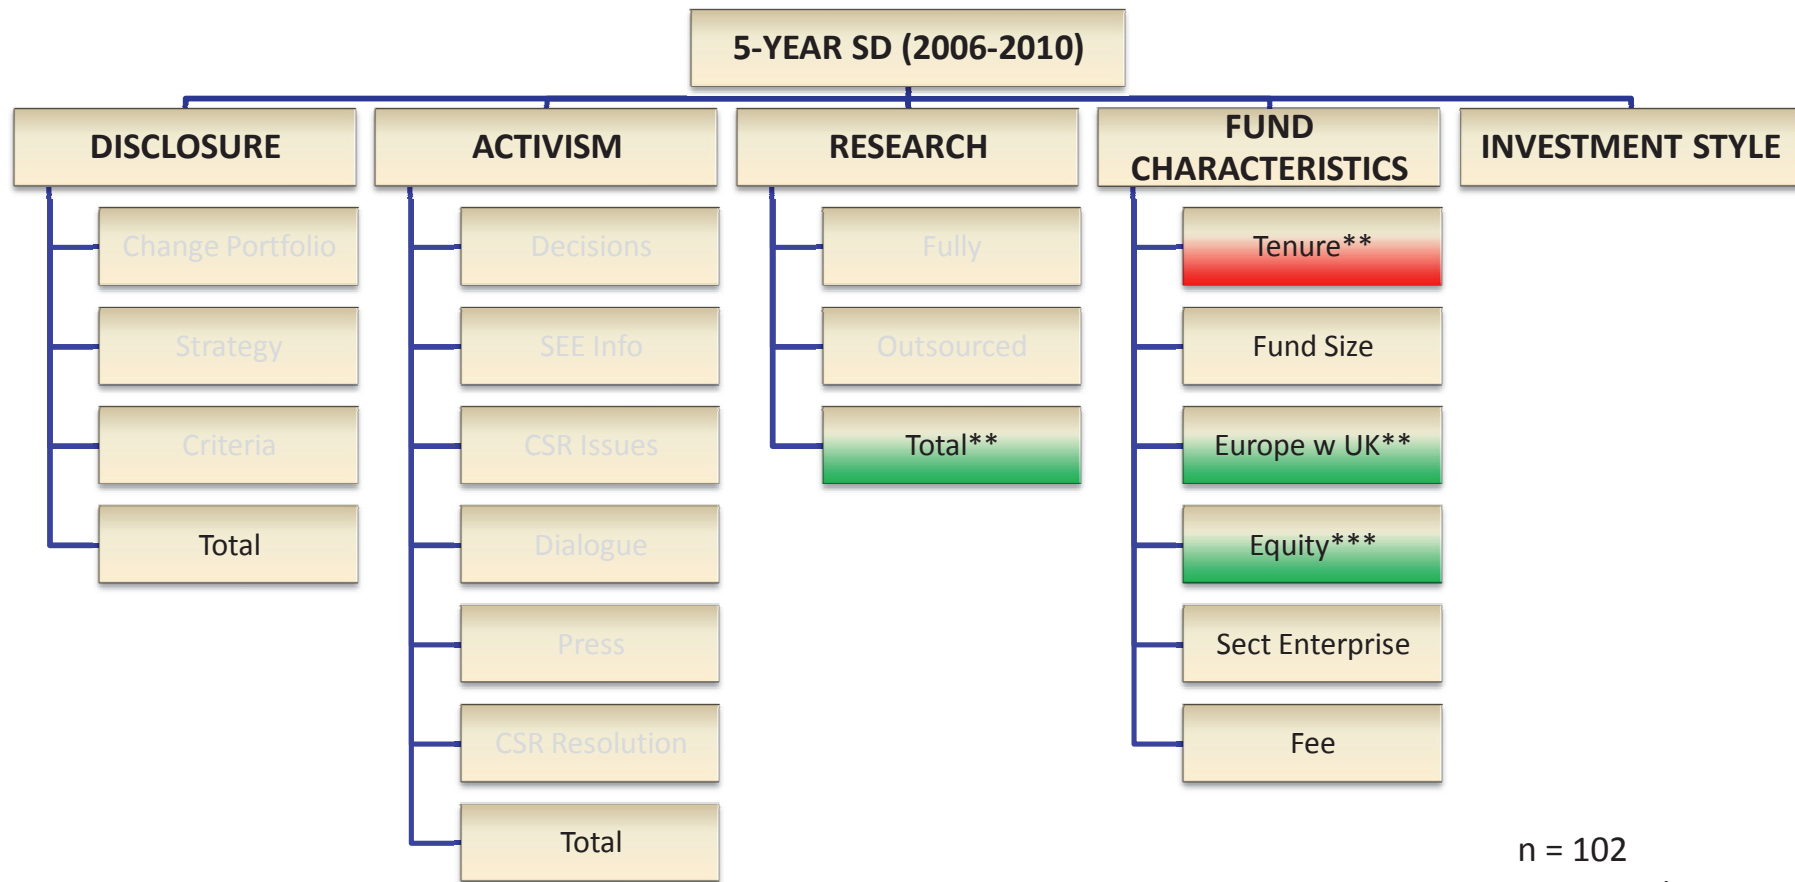 5-YEAR SD (2006-2010)
DISCLOSURE
Change Portfolio
Strategy
Criteria
Total
ACTIVISM
Decisions
SEE Info
CSR Issues
Dialogue
Press
CSR Resolution
Total
RESEARCH
Fully
Outsourced
Total**
FUND
CHARACTERISTICS
Tenure**
Fund Size
Europe w UK**
Equity***
Sect Enterprise
Fee
INVESTMENT STYLE
n = 102